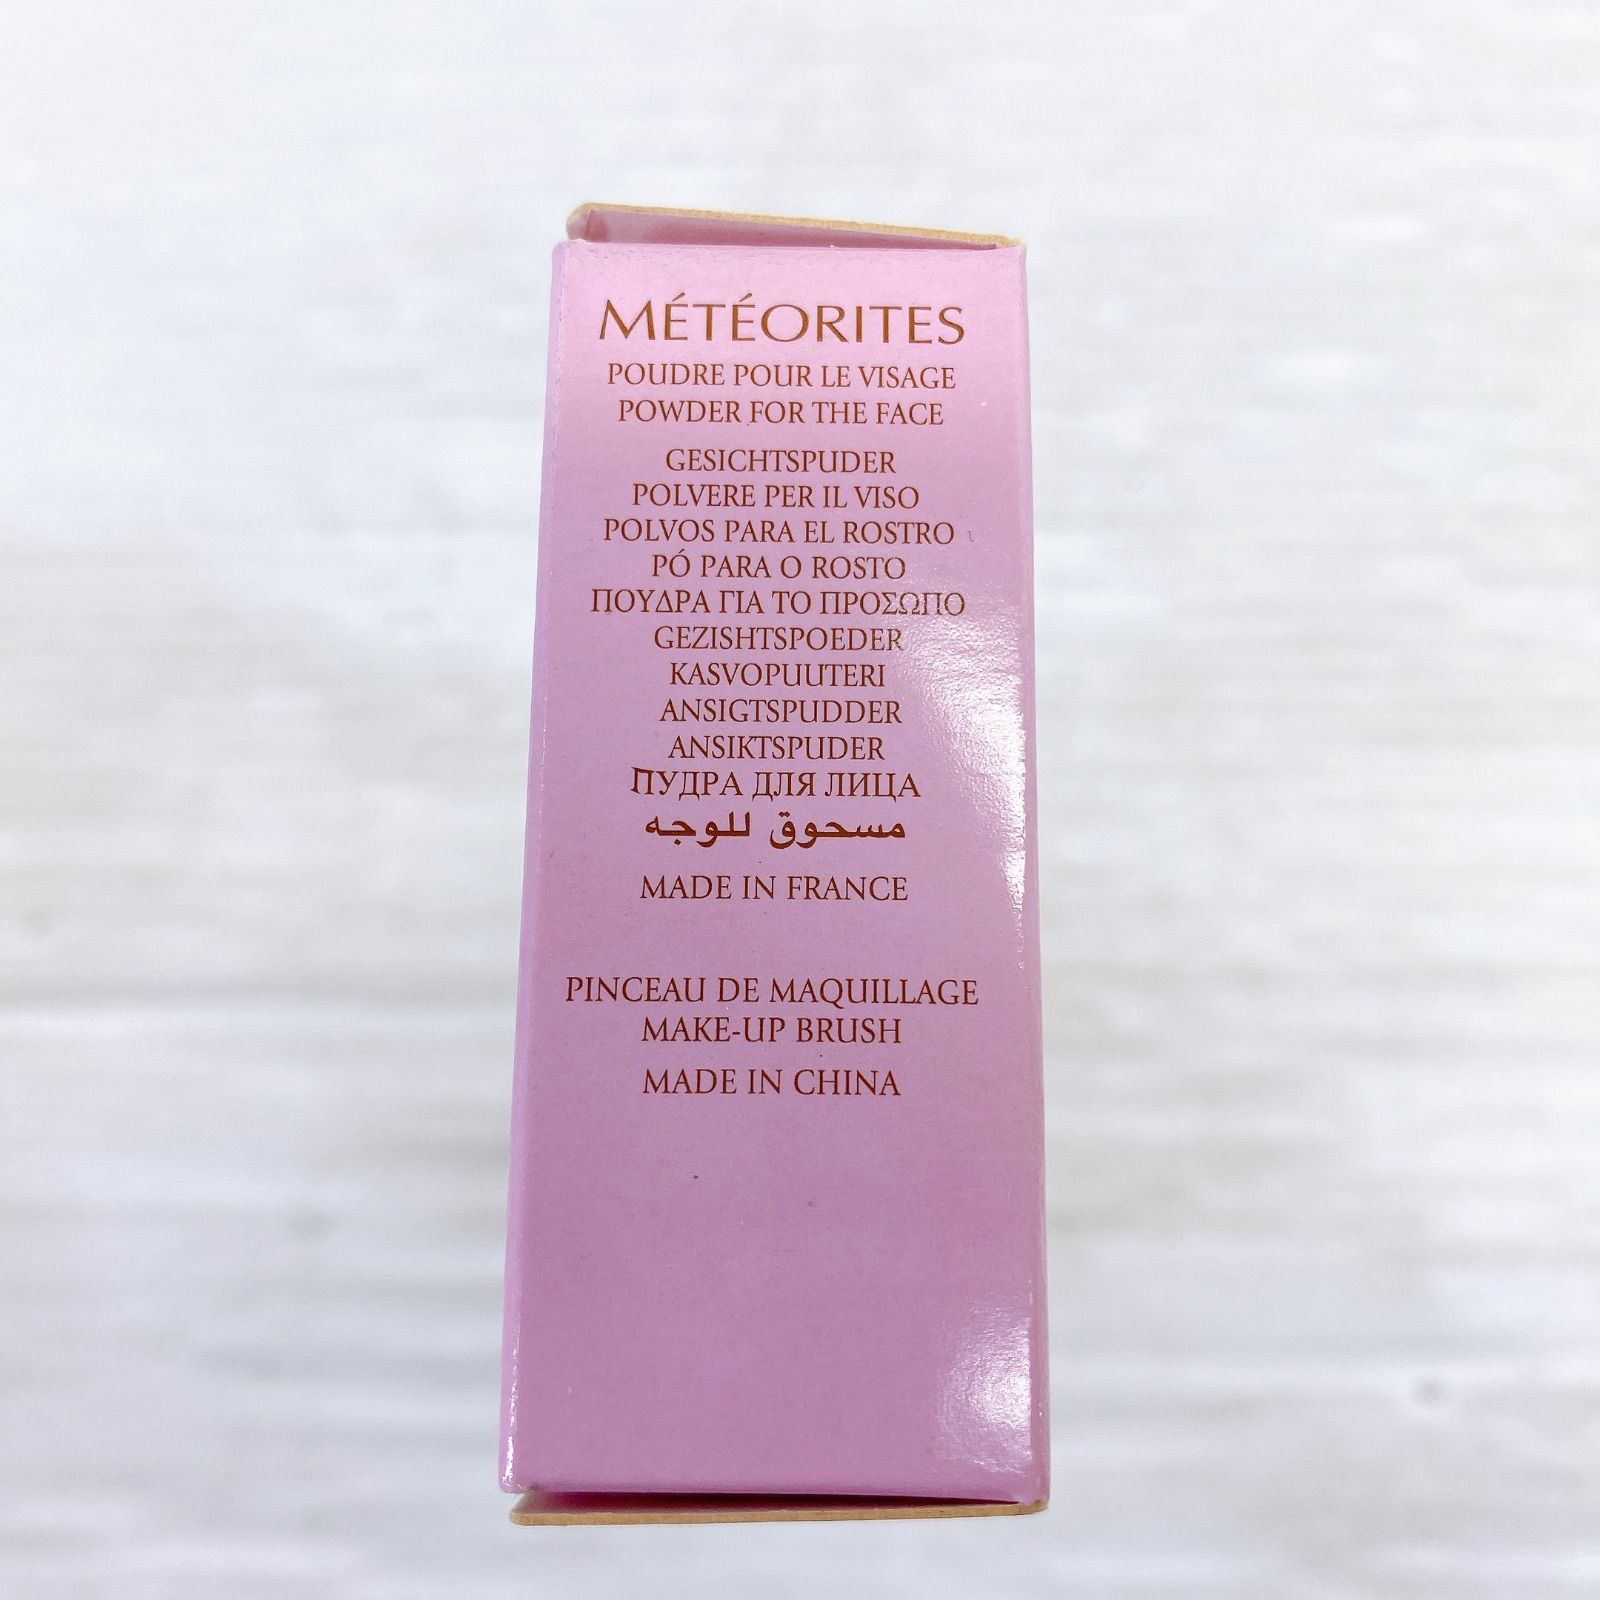 MÉTÉORITES
POUDRE POUR LE VISAGE
POWDER FOR THE FACE
GESICHTSPUDER
POLVERE PER IL VISO
POLVOS PARA EL ROSTRO
PÓ PARA O ROSTO
ΠΟΥΔΡΑ ΓΙΑ ΤΟ ΠΡΟΣΩΠΟ
GEZISHTSPOEDER
KASVOPUUTERI
ANSIGTSPUDDER
ANSIKTSPUDER
ПУДРА ДЛЯ ЛИЦА
مسحوق للوجه
MADE IN FRANCE
PINCEAU DE MAQUILLAGE
MAKE-UP BRUSH
MADE IN CHINA